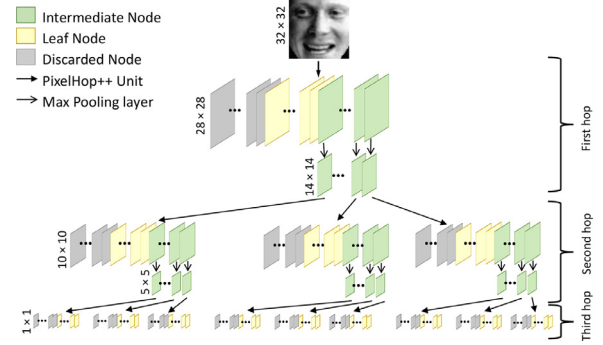 Intermediate Node
Leaf Node
Discarded Node
PixelHop++ Unit
Max Pooling layer
32 × 32
28 × 28
14 × 14
First hop
10 × 10
5 × 5
Second hop
1 × 1
Third hop